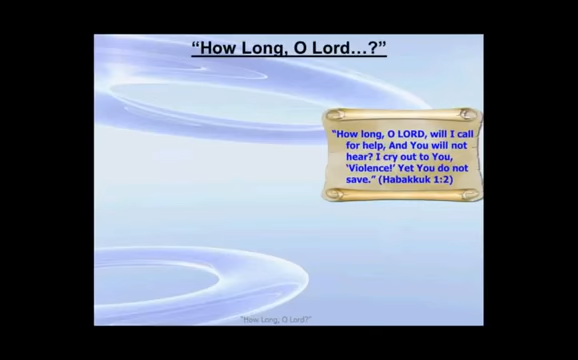 “How Long, O Lord…?”
“How long, O LORD, will I call
for help, And You will not
hear? I cry out to You,
‘Violence!’ Yet You do not
save.” (Habakkuk 1:2)
“How Long, O Lord?”